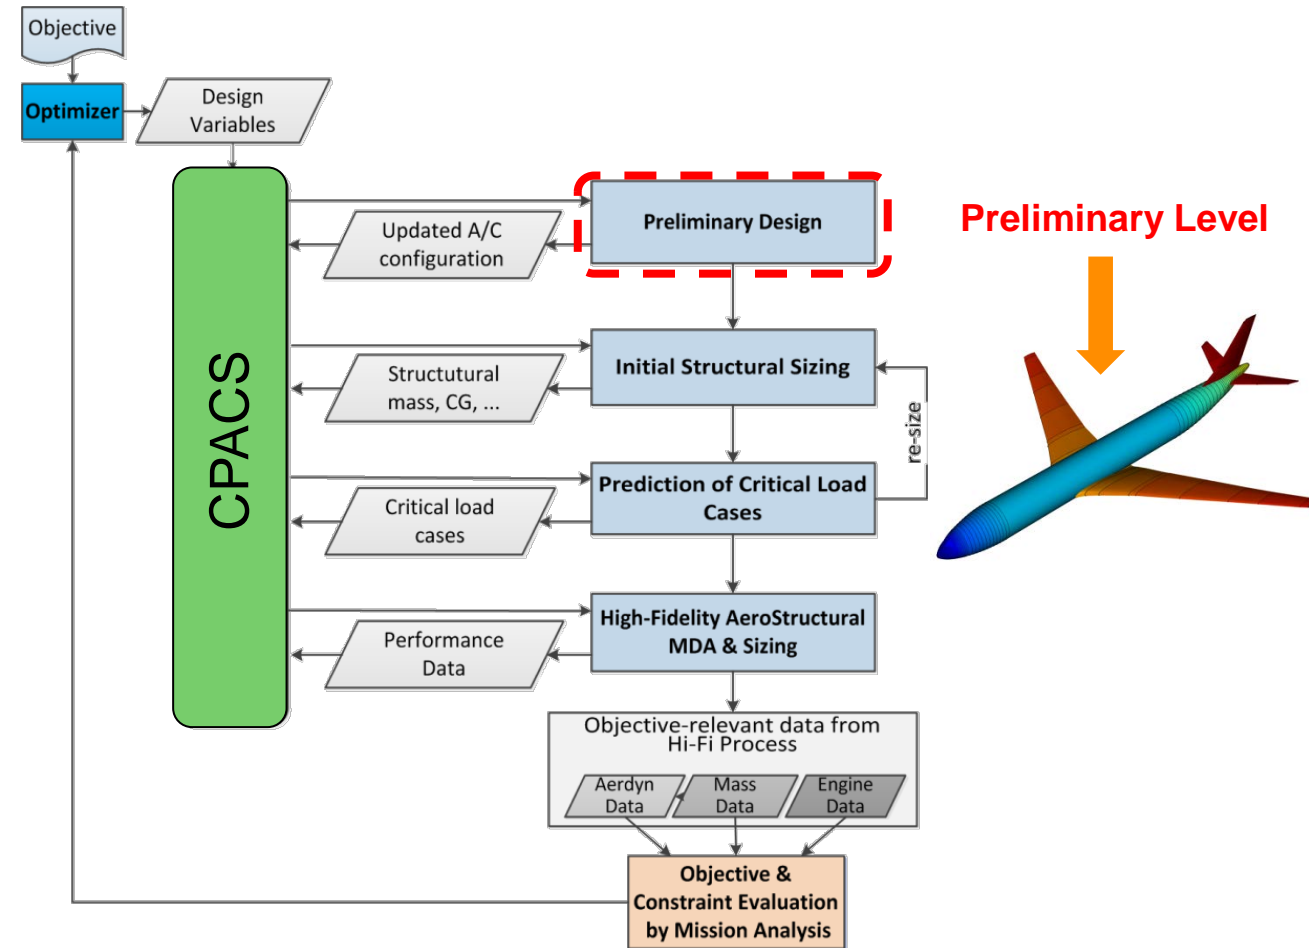 Objective
Optimizer
Design
Variables
CPACS
Preliminary Design
Updated A/C
configuration
Preliminary Level
Initial Structural Sizing
Structutural
mass, CG, ...
re-size
Prediction of Critical Load
Cases
Critical load
cases
High-Fidelity AeroStructural
MDA & Sizing
Performance
Data
Objective-relevant data from
Hi-Fi Process
Aerdyn
Data
Mass
Data
Engine
Data
Objective &
Constraint Evaluation
by Mission Analysis